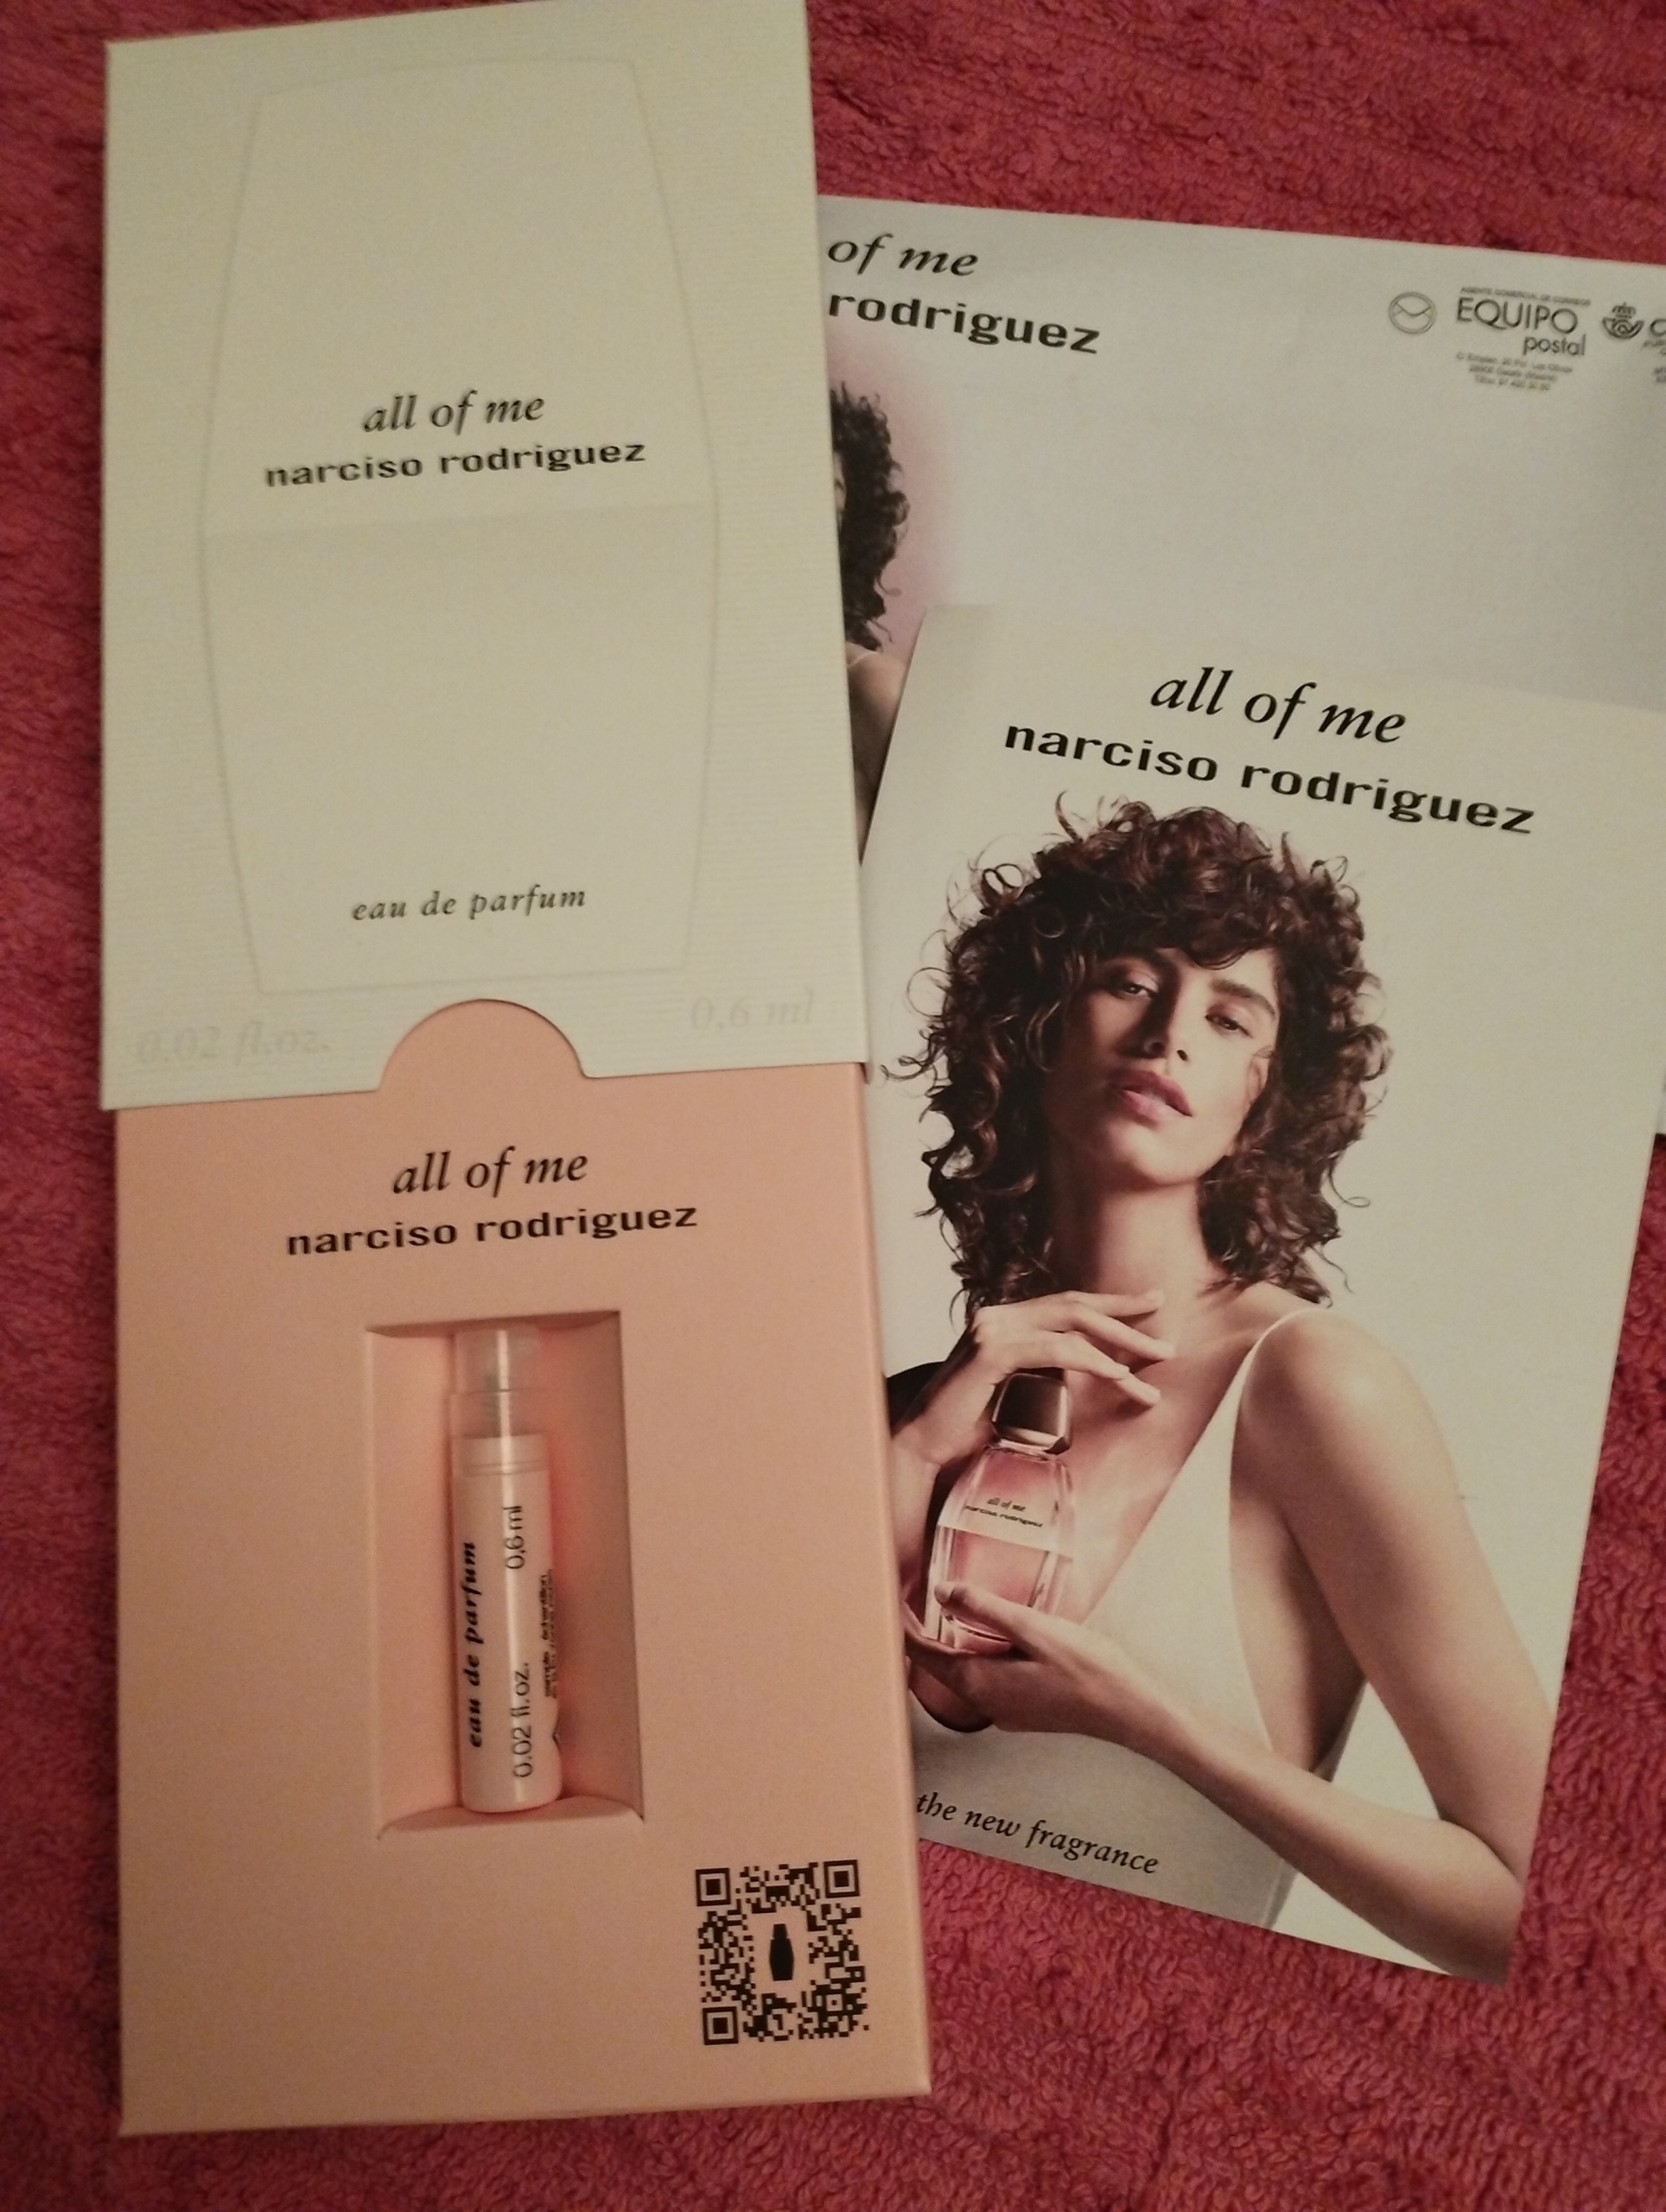 all of me
narciso rodriguez
eau de parfum
0.02 fl.oz.
0.6 ml
all of me
narciso rodriguez
eau de parfum
0.02 fl.oz. 0,6 ml
of me
rodriguez
EQUIPO
postal
all of me
narciso rodriguez
all of me
narciso rodriguez
the new fragrance